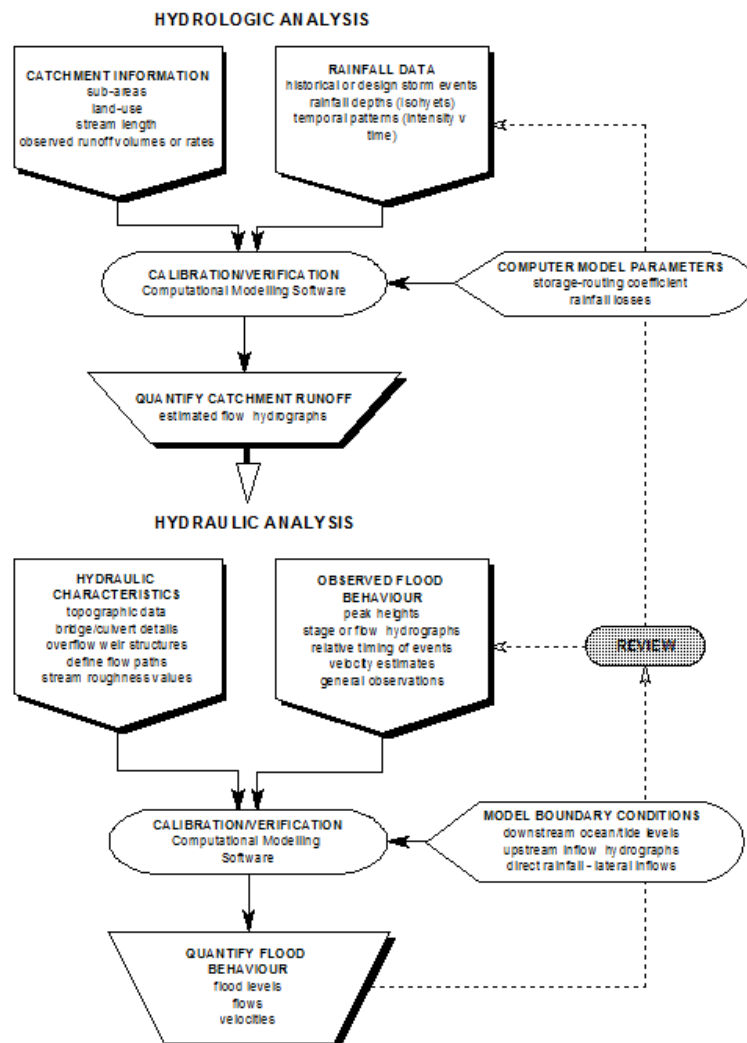 HYDROLOGIC ANALYSIS
CATCHMENT INFORMATION
sub-areas
land-use
stream length
observed runoff volumes or rates
RAINFALL DATA
historical or design storm events
rainfall depths (isohyets)
temporal patterns (intensity v
time)
CALIBRATION/VERIFICATION
Computational Modelling Software
COMPUTER MODEL PARAMETERS
storage-routing coefficient
rainfall losses
QUANTIFY CATCHMENT RUNOFF
estimated flow hydrographs
HYDRAULIC ANALYSIS
HYDRAULIC
CHARACTERISTICS
topographic data
bridge/culvert details
overflow weir structures
define flow paths
stream roughness values
OBSERVED FLOOD
BEHAVIOUR
peak heights
stage or flow hydrographs
relative timing of events
velocity estimates
general observations
REVIEW
CALIBRATION/VERIFICATION
Computational Modelling
Software
MODEL BOUNDARY CONDITIONS
downstream ocean/tide levels
upstream inflow hydrographs
direct rainfall - lateral inflows
QUANTIFY FLOOD
BEHAVIOUR
flood levels
flows
velocities